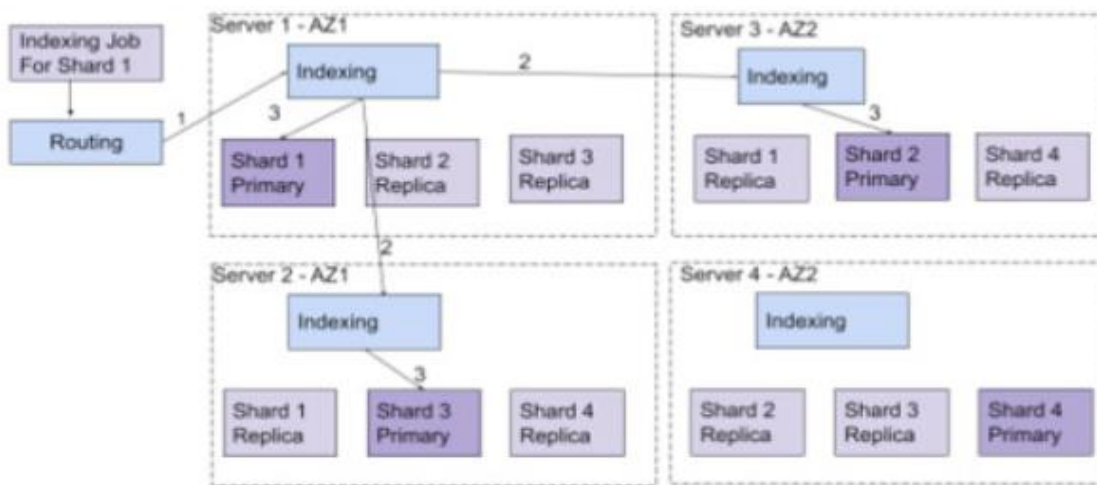 Indexing Job
For Shard 1
Routing
1
Server 1 - AZ1
Indexing
2
3
Shard 1
Primary
Shard 2
Replica
Shard 3
Replica
2
Server 3 - AZ2
Indexing
3
Shard 1
Replica
Shard 2
Primary
Shard 4
Replica
Server 2 - AZ1
Indexing
3
Shard 1
Replica
Shard 3
Primary
Shard 4
Replica
Server 4 - AZ2
Indexing
Shard 2
Replica
Shard 3
Replica
Shard 4
Primary